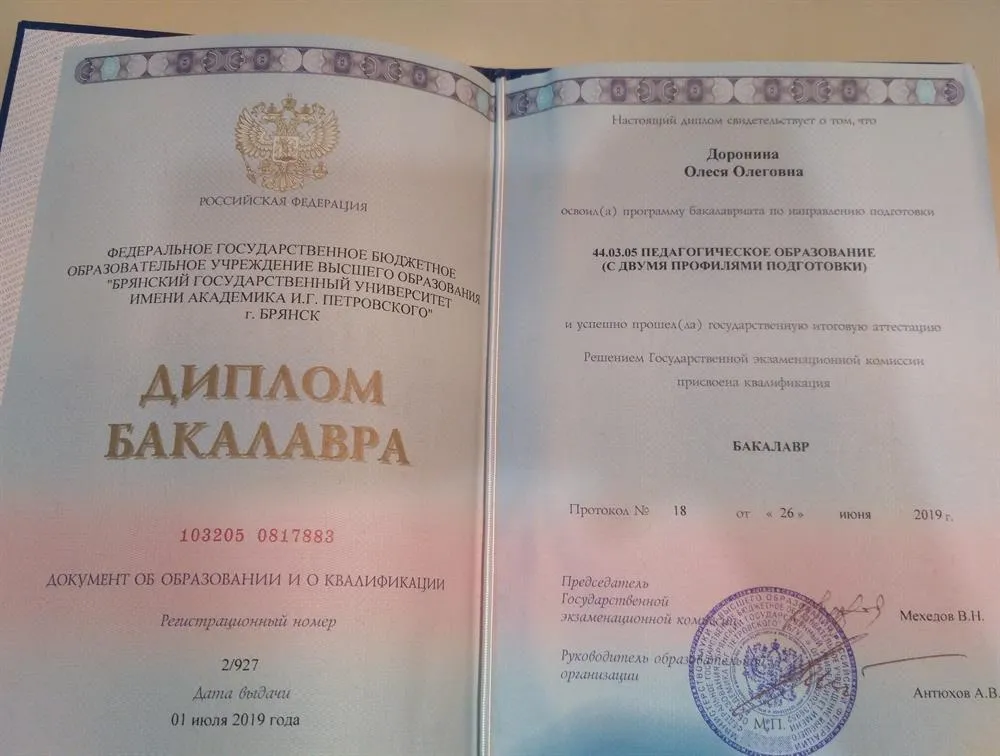 РОССИЙСКАЯ ФЕДЕРАЦИЯ
ФЕДЕРАЛЬНОЕ ГОСУДАРСТВЕННОЕ БЮДЖЕТНОЕ
ОБРАЗОВАТЕЛЬНОЕ УЧРЕЖДЕНИЕ ВЫСШЕГО ОБРАЗОВАНИЯ
"БРЯНСКИЙ ГОСУДАРСТВЕННЫЙ УНИВЕРСИТЕТ
ИМЕНИ АКАДЕМИКА И.Г. ПЕТРОВСКОГО"
г. БРЯНСК
ДИПЛОМ
БАКАЛАВРА
103205 0817883
ДОКУМЕНТ ОБ ОБРАЗОВАНИИ И О КВАЛИФИКАЦИИ
Регистрационный номер
2/927
Дата выдачи
01 июля 2019 года
Настоящий диплом свидетельствует о том, что
Доронина
Олеся Олеговна
освоил(а) программу бакалавриата по направлению подготовки
44.03.05 ПЕДАГОГИЧЕСКОЕ ОБРАЗОВАНИЕ
(С ДВУМЯ ПРОФИЛЯМИ ПОДГОТОВКИ)
и успешно прошел(ла) государственную итоговую аттестацию
Решением Государственной экзаменационной комиссии
присвоена квалификация
БАКАЛАВР
Протокол № 18 от « 26 » июня 2019 г.
Председатель
Государственной
экзаменационной комиссии Мехедов В.Н.
Руководитель образовательной
организации
Антюхов А.В.
М.П.